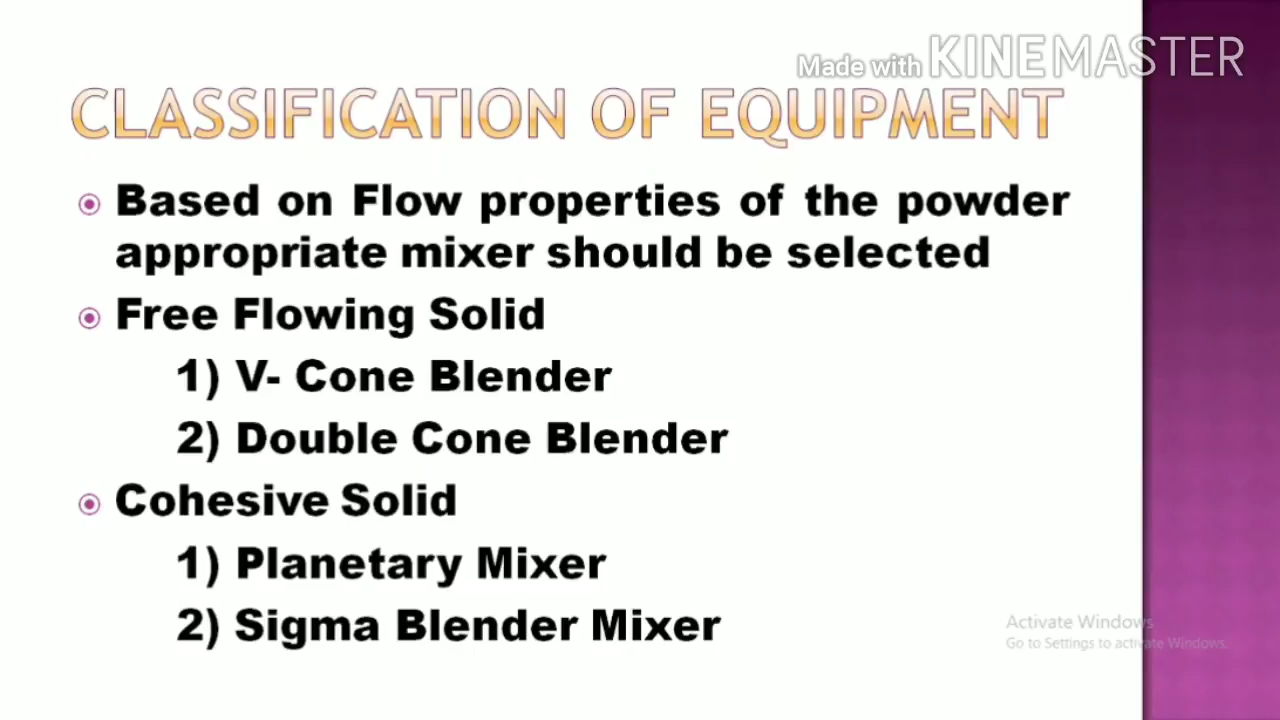 Made with KINEMASTER
CLASSIFICATION OF EQUIPMENT
Based on Flow properties of the powder
appropriate mixer should be selected
Free Flowing Solid
1) V- Cone Blender
2) Double Cone Blender
Cohesive Solid
1) Planetary Mixer
2) Sigma Blender Mixer
Activate Windows
Go to Settings to activate Windows.